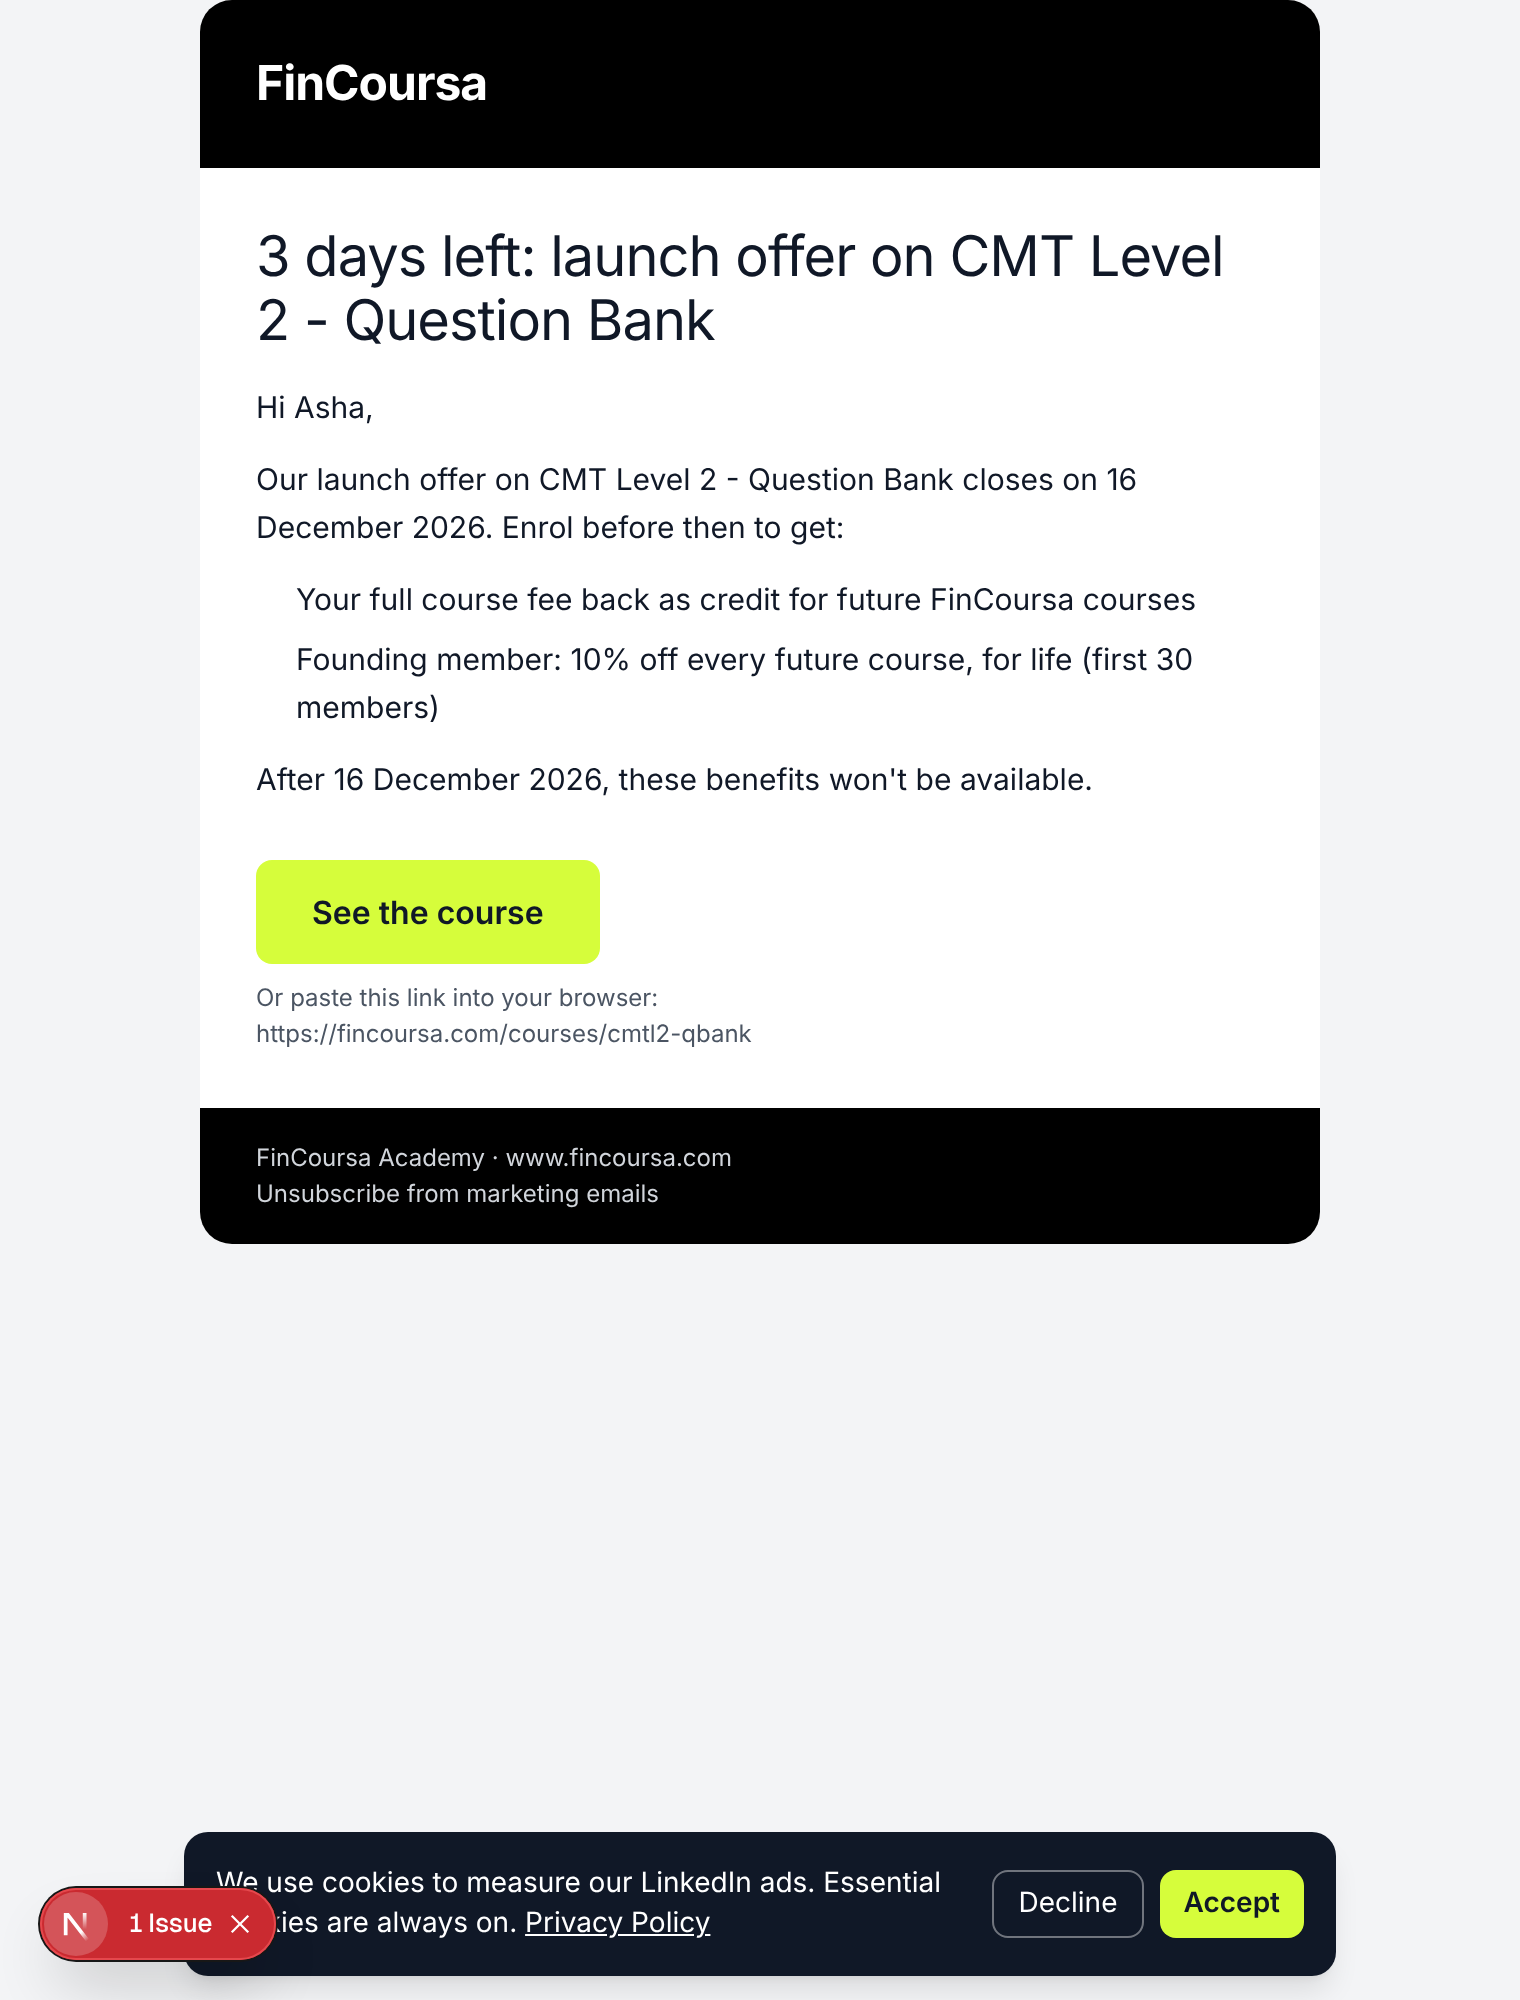 FinCoursa
3 days left: launch offer on CMT Level
2 - Question Bank
Hi Asha,
Our launch offer on CMT Level 2 - Question Bank closes on 16
December 2026. Enrol before then to get:
Your full course fee back as credit for future FinCoursa courses
Founding member: 10% off every future course, for life (first 30
members)
After 16 December 2026, these benefits won't be available.
See the course
Or paste this link into your browser:
https://fincoursa.com/courses/cmtl2-qbank
FinCoursa Academy · www.fincoursa.com
Unsubscribe from marketing emails
We use cookies to measure our LinkedIn ads. Essential
kies are always on. Privacy Policy
Decline
Accept
N
1 Issue